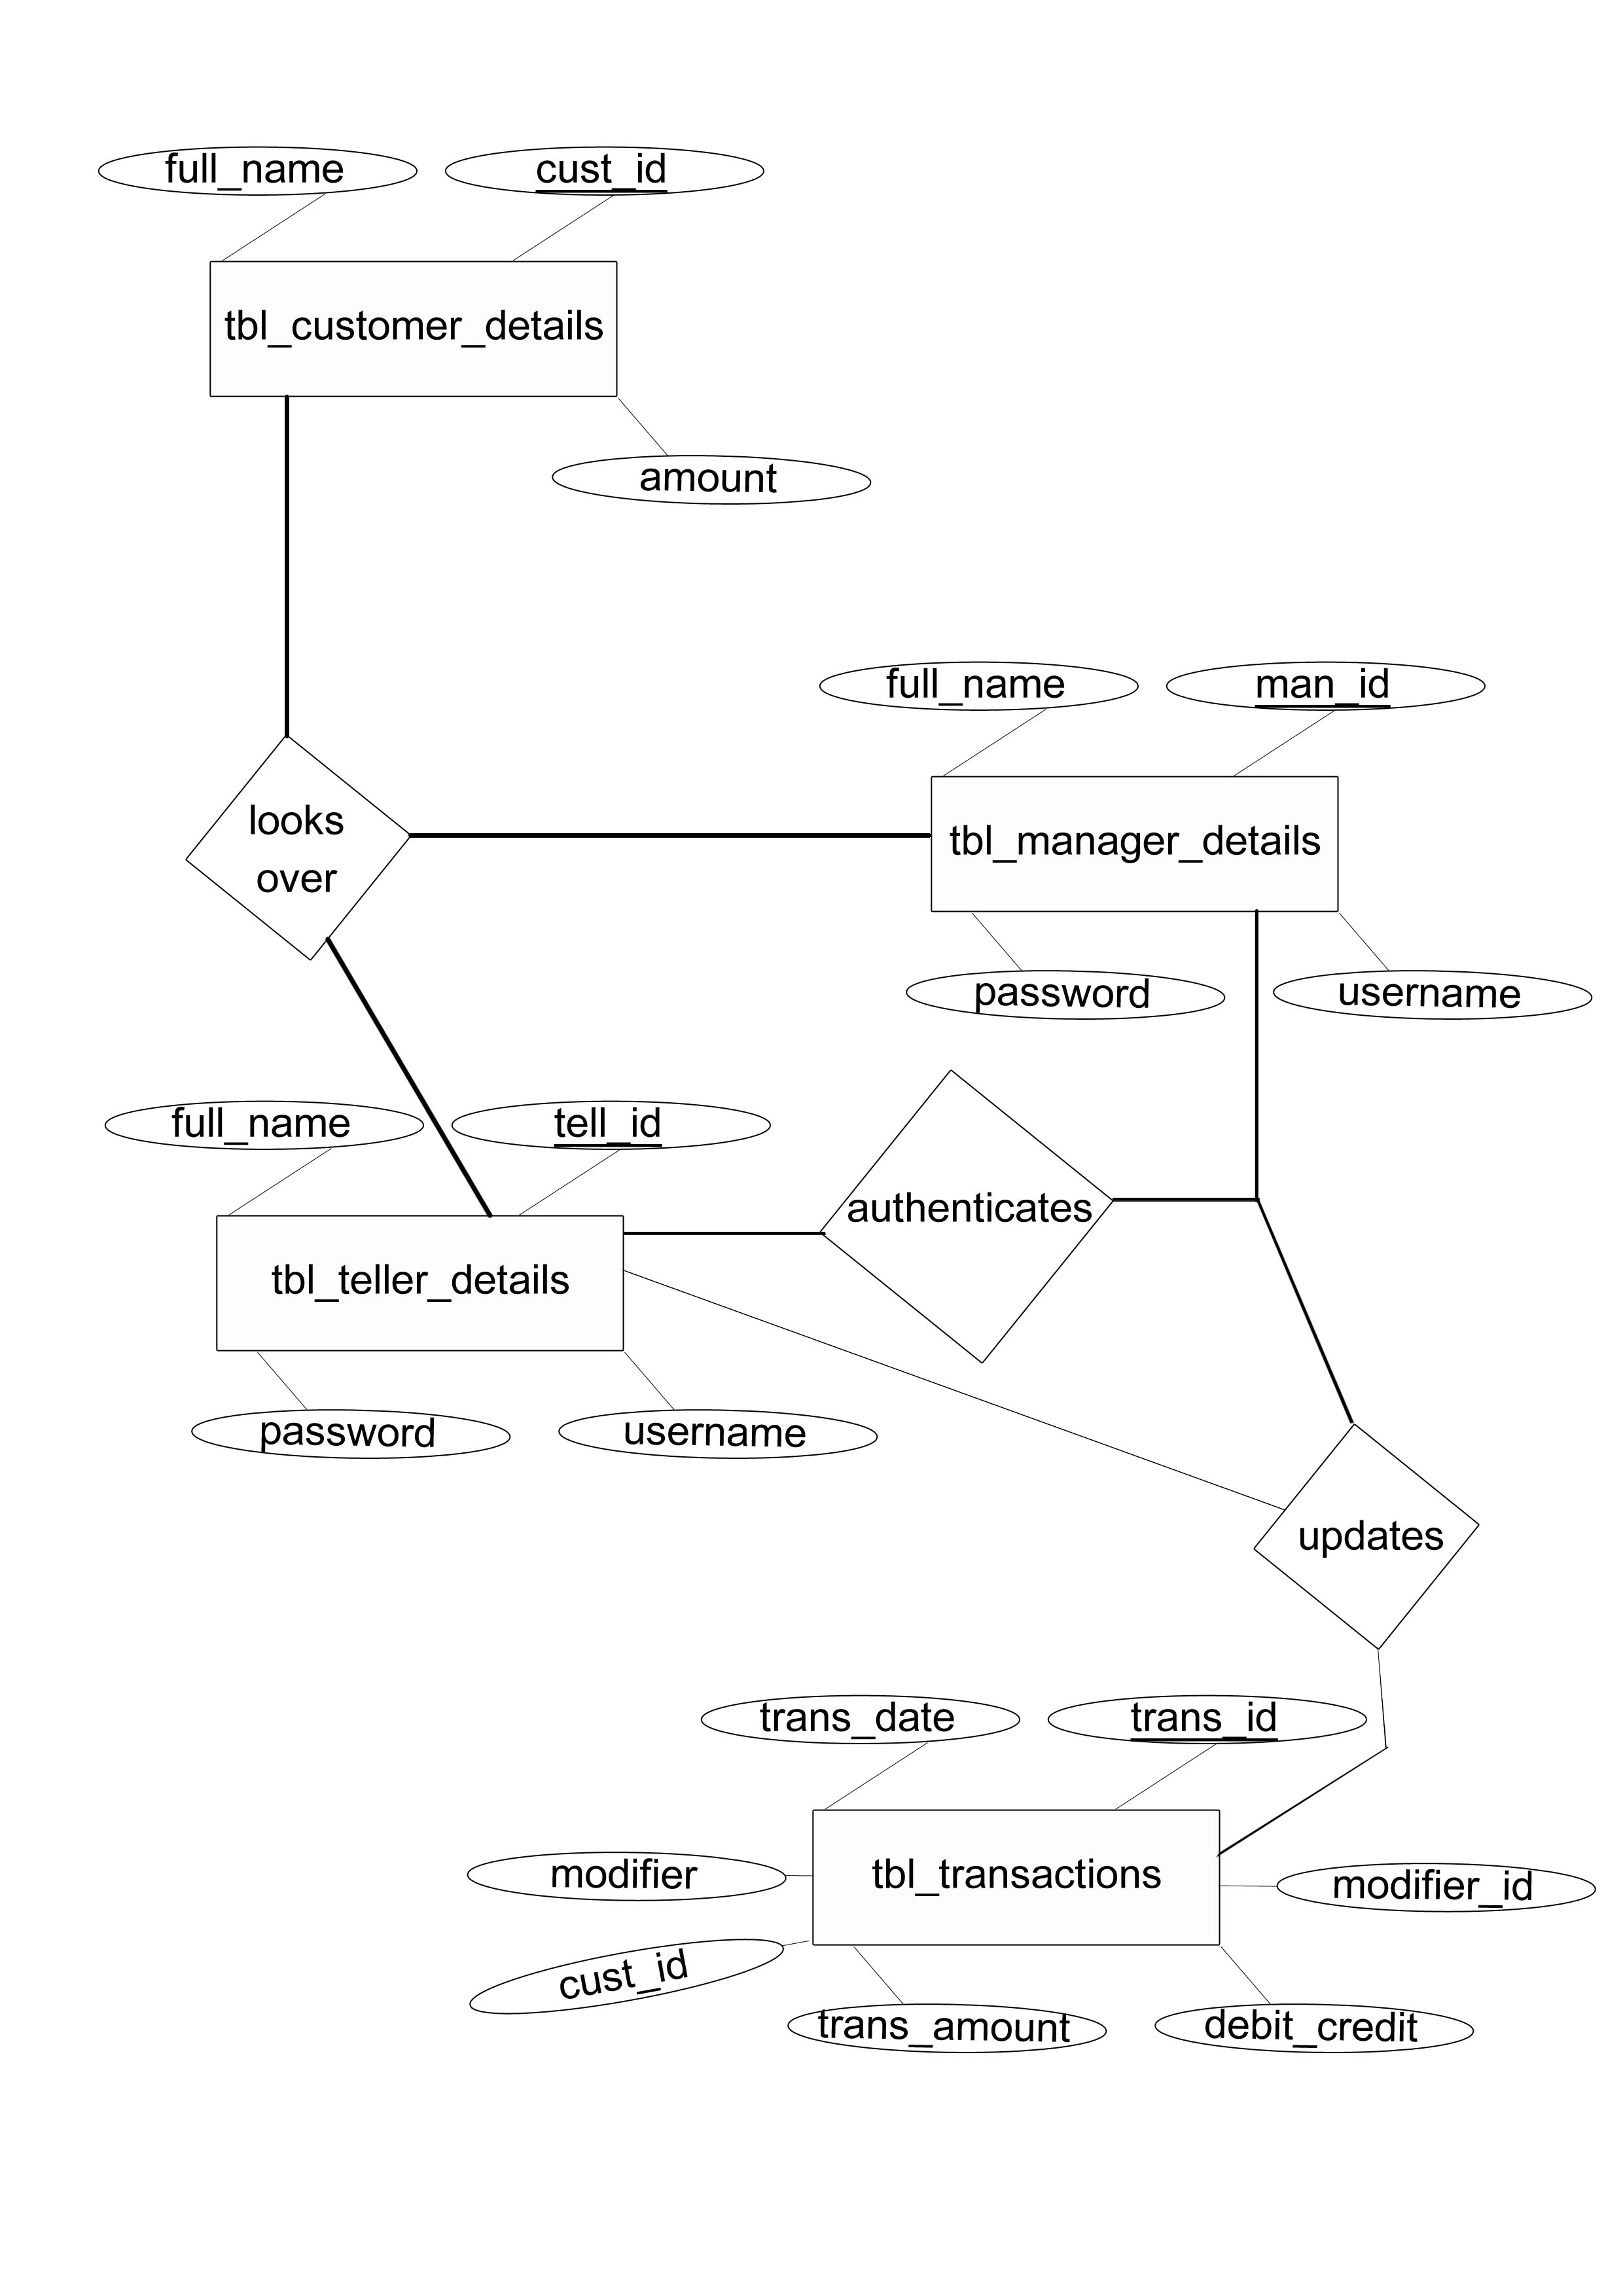 full_name
cust_id
tbl_customer_details
amount
full_name
man_id
looks
over
tbl_manager_details
password
username
full_name
tell_id
authenticates
tbl_teller_details
password
username
updates
trans_date
trans_id
modifier
tbl_transactions
modifier_id
cust_id
trans_amount
debit_credit